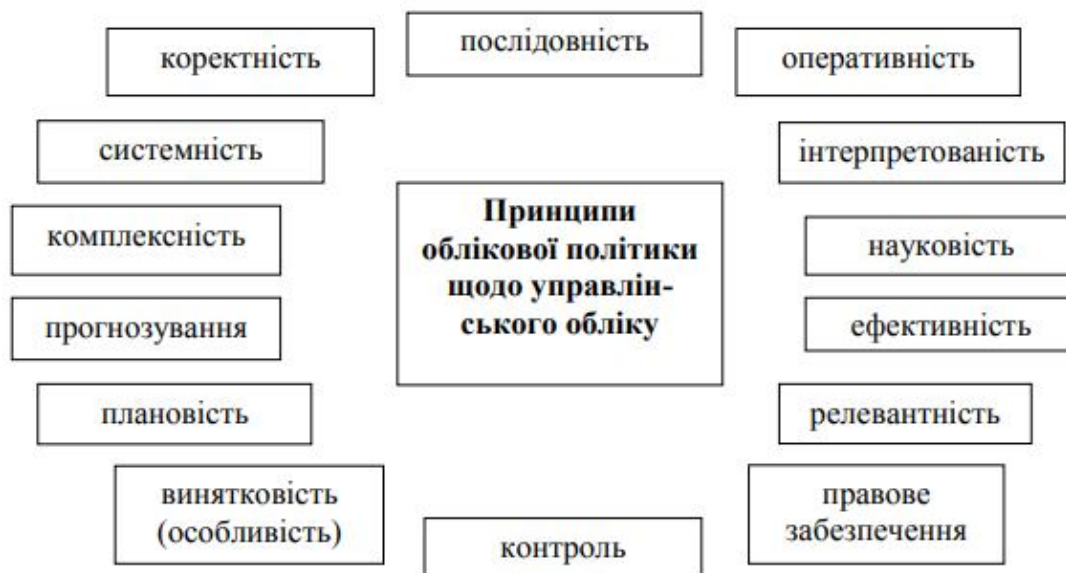 коректність
послідовність
оперативність
системність
інтерпретованість
комплексність
Принципи
облікової політики
щодо управлін-
ського обліку
науковість
прогнозування
ефективність
плановість
релевантність
винятковість
(особливість)
контроль
правове
забезпечення